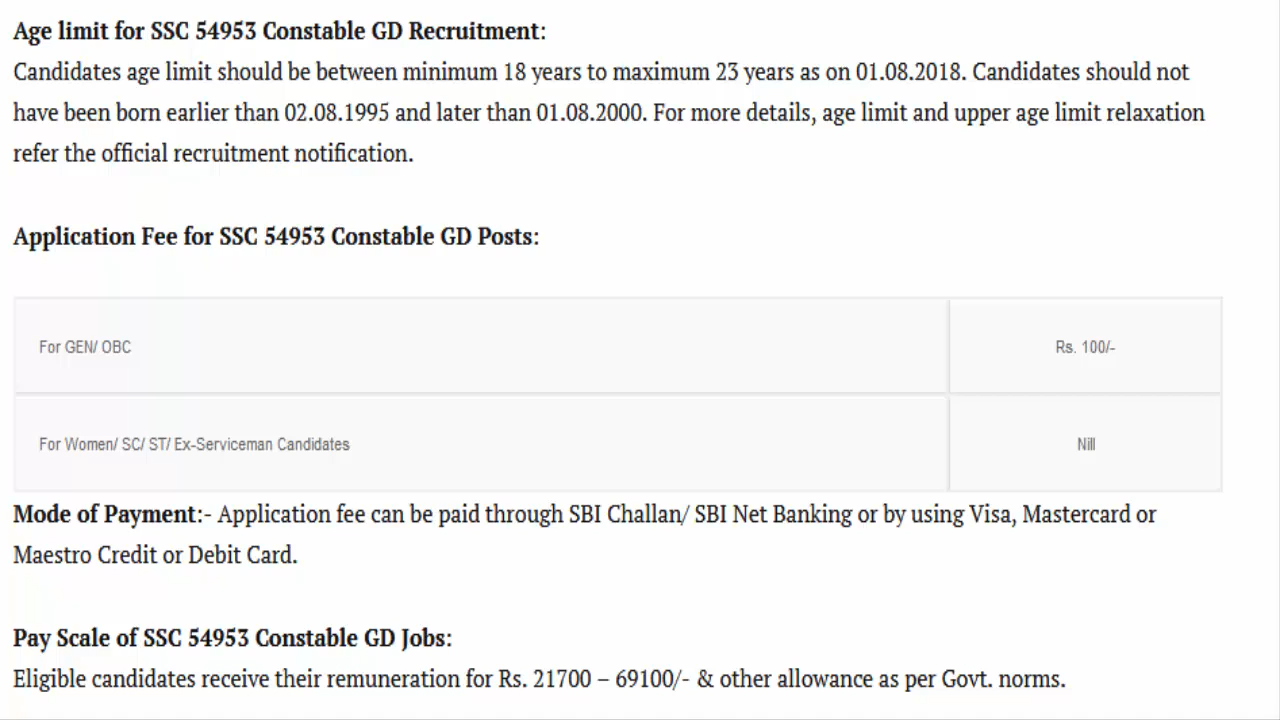 Age limit for SSC 54953 Constable GD Recruitment:
Candidates age limit should be between minimum 18 years to maximum 23 years as on 01.08.2018. Candidates should not
have been born earlier than 02.08.1995 and later than 01.08.2000. For more details, age limit and upper age limit relaxation
refer the official recruitment notification.
Application Fee for SSC 54953 Constable GD Posts:
For GEN/ OBC Rs. 100/-
For Women/ SC/ ST/ Ex-Serviceman Candidates Nill
Mode of Payment:- Application fee can be paid through SBI Challan/ SBI Net Banking or by using Visa, Mastercard or
Maestro Credit or Debit Card.
Pay Scale of SSC 54953 Constable GD Jobs:
Eligible candidates receive their remuneration for Rs. 21700 – 69100/- & other allowance as per Govt. norms.